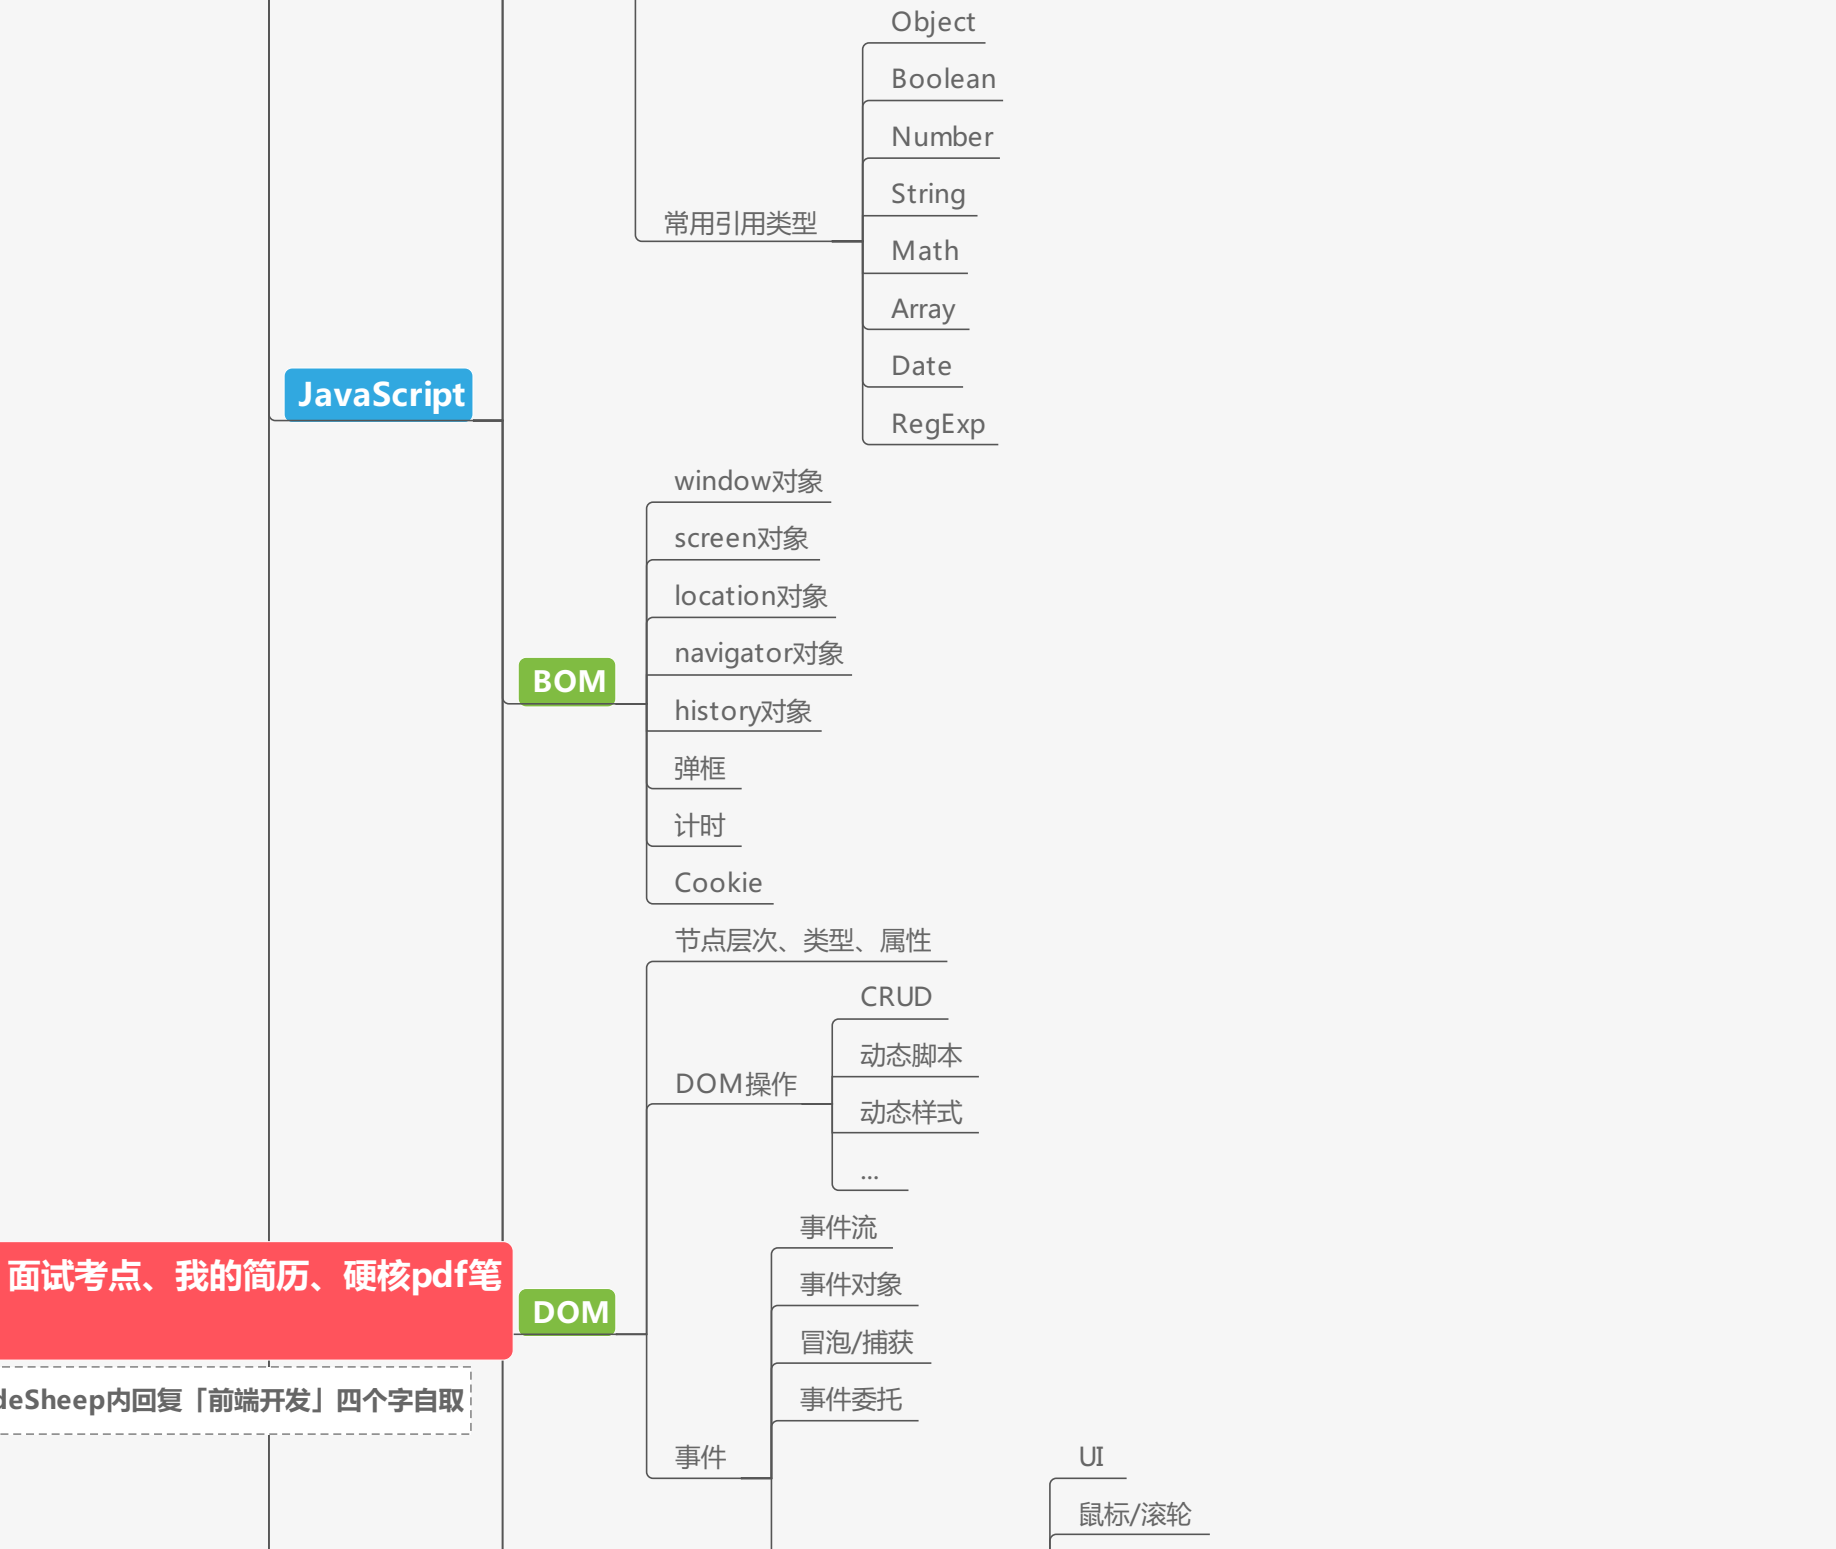 Object
Boolean
Number
String
常用引用类型
Math
Array
Date
JavaScript
RegExp
window对象
screen对象
location对象
navigator对象
BOM
history对象
弹框
计时
Cookie
节点层次、类型、属性
CRUD
动态脚本
DOM操作
动态样式
...
事件流
面试考点、我的简历、硬核pdf笔
事件对象
DOM
冒泡/捕获
deSheep内回复「前端开发」四个字自取
事件委托
事件
UI
鼠标/滚轮